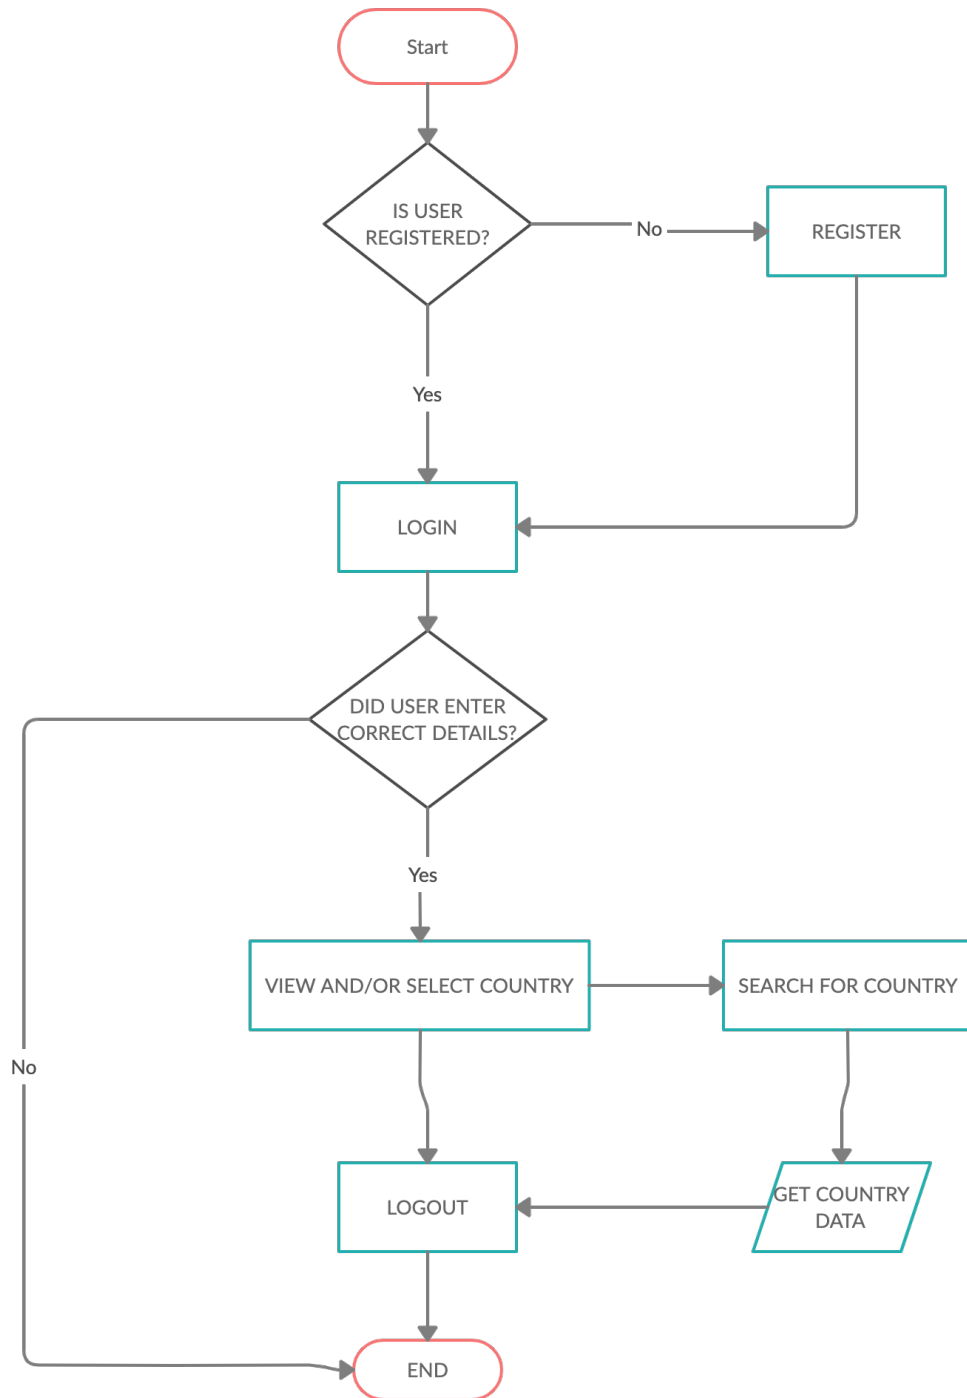 Start
IS USER
REGISTERED?
No
REGISTER
Yes
LOGIN
DID USER ENTER
CORRECT DETAILS?
Yes
VIEW AND/OR SELECT COUNTRY
SEARCH FOR COUNTRY
No
LOGOUT
GET COUNTRY
DATA
END